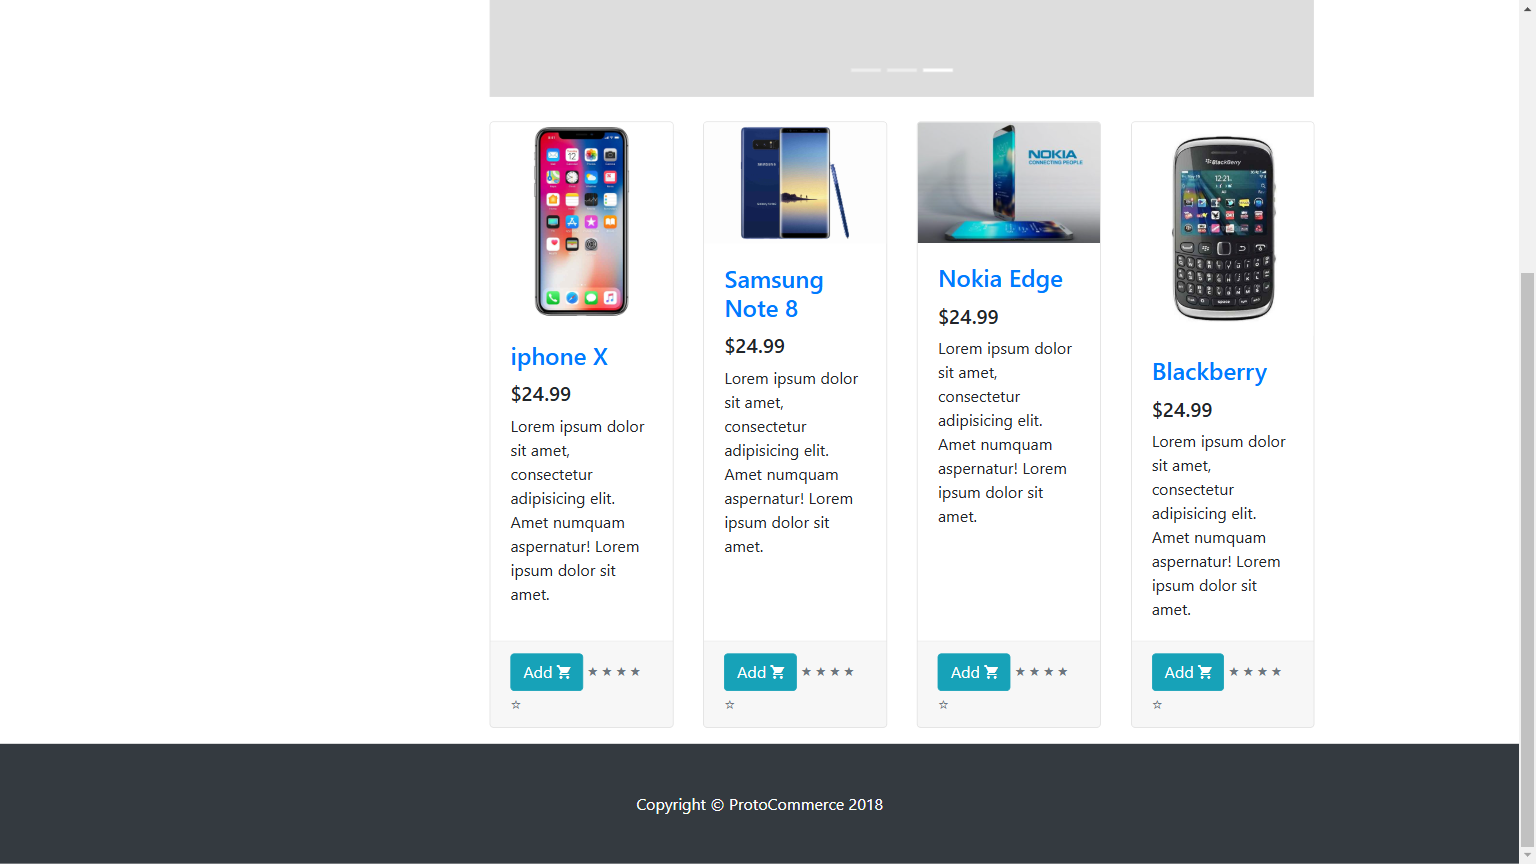 NOKIA
CONNECTING PEOPLE
BlackBerry
SAMSUNG
12:21
iphone X
$24.99
Lorem ipsum dolor
sit amet,
consectetur
adipisicing elit.
Amet numquam
aspernatur! Lorem
ipsum dolor sit
amet.
Add ★ ★ ★ ★
☆
Samsung
Note 8
$24.99
Lorem ipsum dolor
sit amet,
consectetur
adipisicing elit.
Amet numquam
aspernatur! Lorem
ipsum dolor sit
amet.
Add ★ ★ ★ ★
☆
Nokia Edge
$24.99
Lorem ipsum dolor
sit amet,
consectetur
adipisicing elit.
Amet numquam
aspernatur! Lorem
ipsum dolor sit
amet.
Add ★ ★ ★ ★
☆
Blackberry
$24.99
Lorem ipsum dolor
sit amet,
consectetur
adipisicing elit.
Amet numquam
aspernatur! Lorem
ipsum dolor sit
amet.
Add ★ ★ ★ ★
☆
Copyright © ProtoCommerce 2018